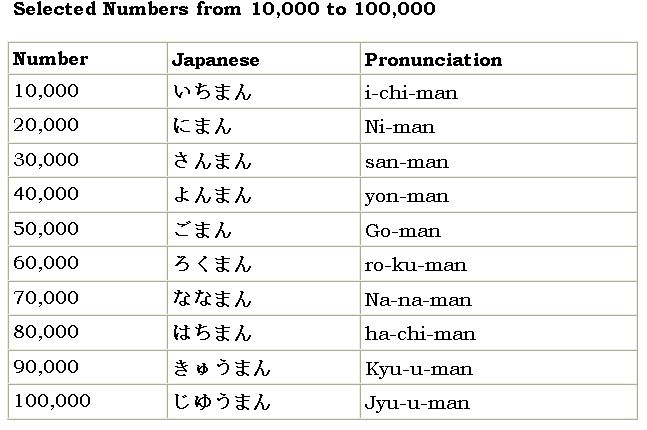 Selected Numbers from 10,000 to 100,000
Number Japanese Pronunciation
10,000 いちまん i-chi-man
20,000 にまん Ni-man
30,000 さんまん san-man
40,000 よんまん yon-man
50,000 ごまん Go-man
60,000 ろくまん ro-ku-man
70,000 ななまん Na-na-man
80,000 はちまん ha-chi-man
90,000 きゅうまん Kyu-u-man
100,000 じゆうまん Jyu-u-man